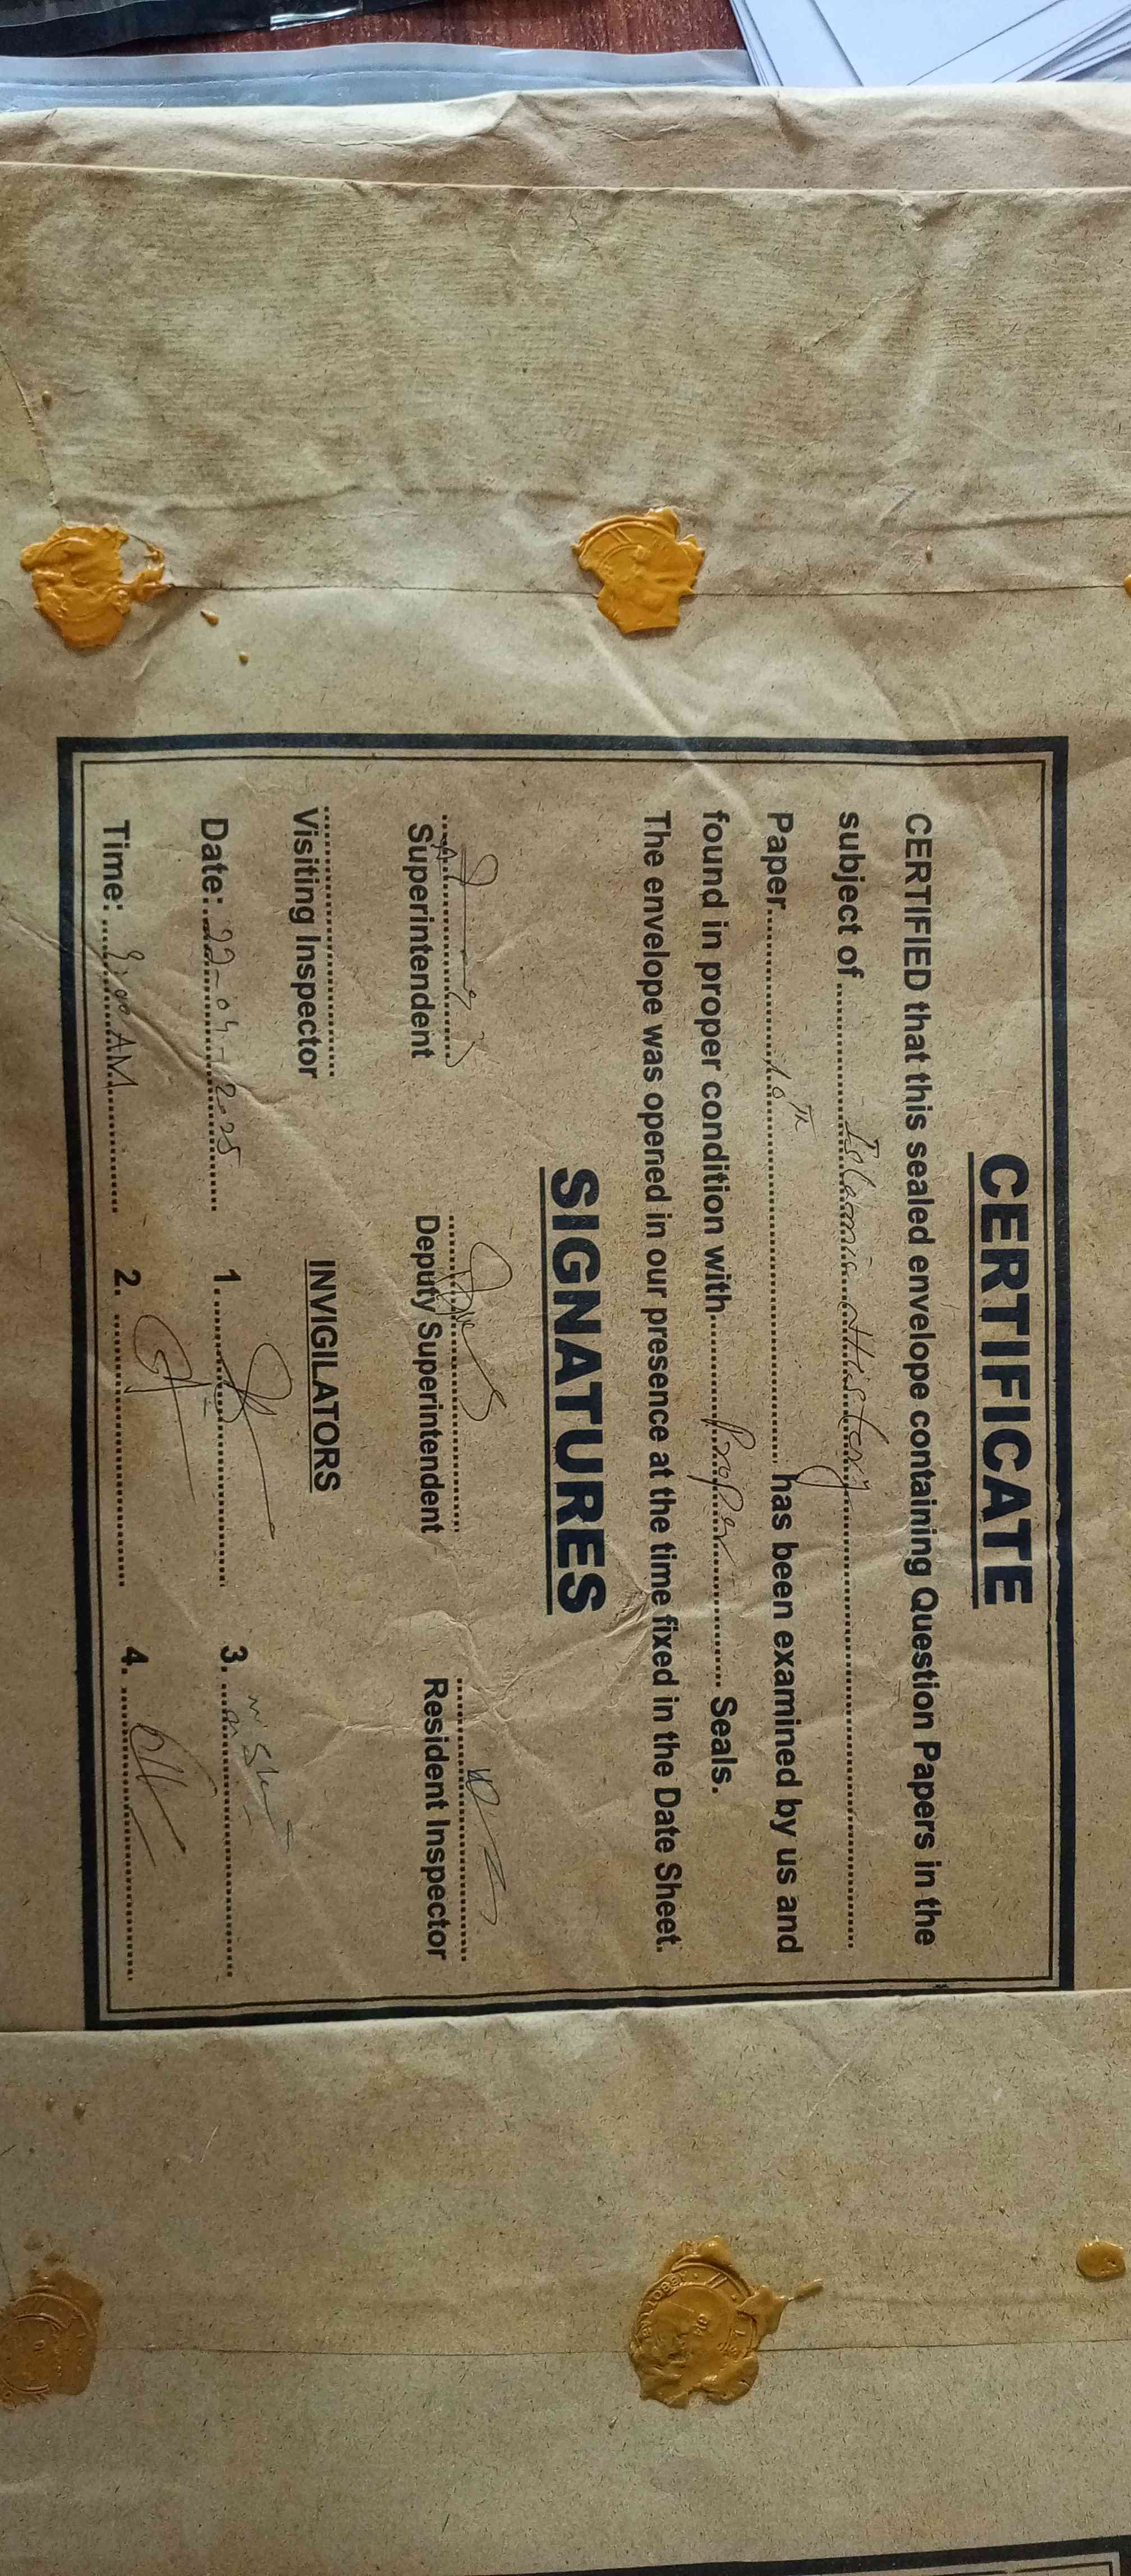 CERTIFICATE
CERTIFIED that this sealed envelope containing Question Papers in the
subject of Islamic History
Paper 10Th has been examined by us and
found in proper condition with Proper Seals.
The envelope was opened in our presence at the time fixed in the Date Sheet.
SIGNATURES
Superintendent Deputy Superintendent Resident Inspector
Visiting Inspector INVIGILATORS
Date: 22-04-2025 1. 3.
Time: 9:00 AM 2. 4.